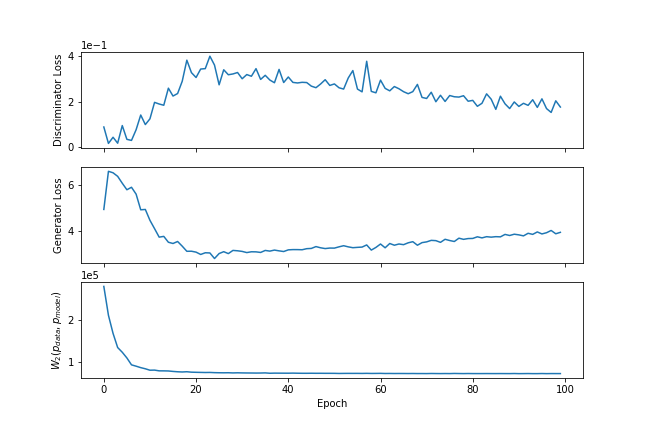 1e−1
4
2
0
Discriminator Loss
6
4
Generator Loss
1e5
2
1
W₂(p_data, p_model)
0 20 40 60 80 100
Epoch